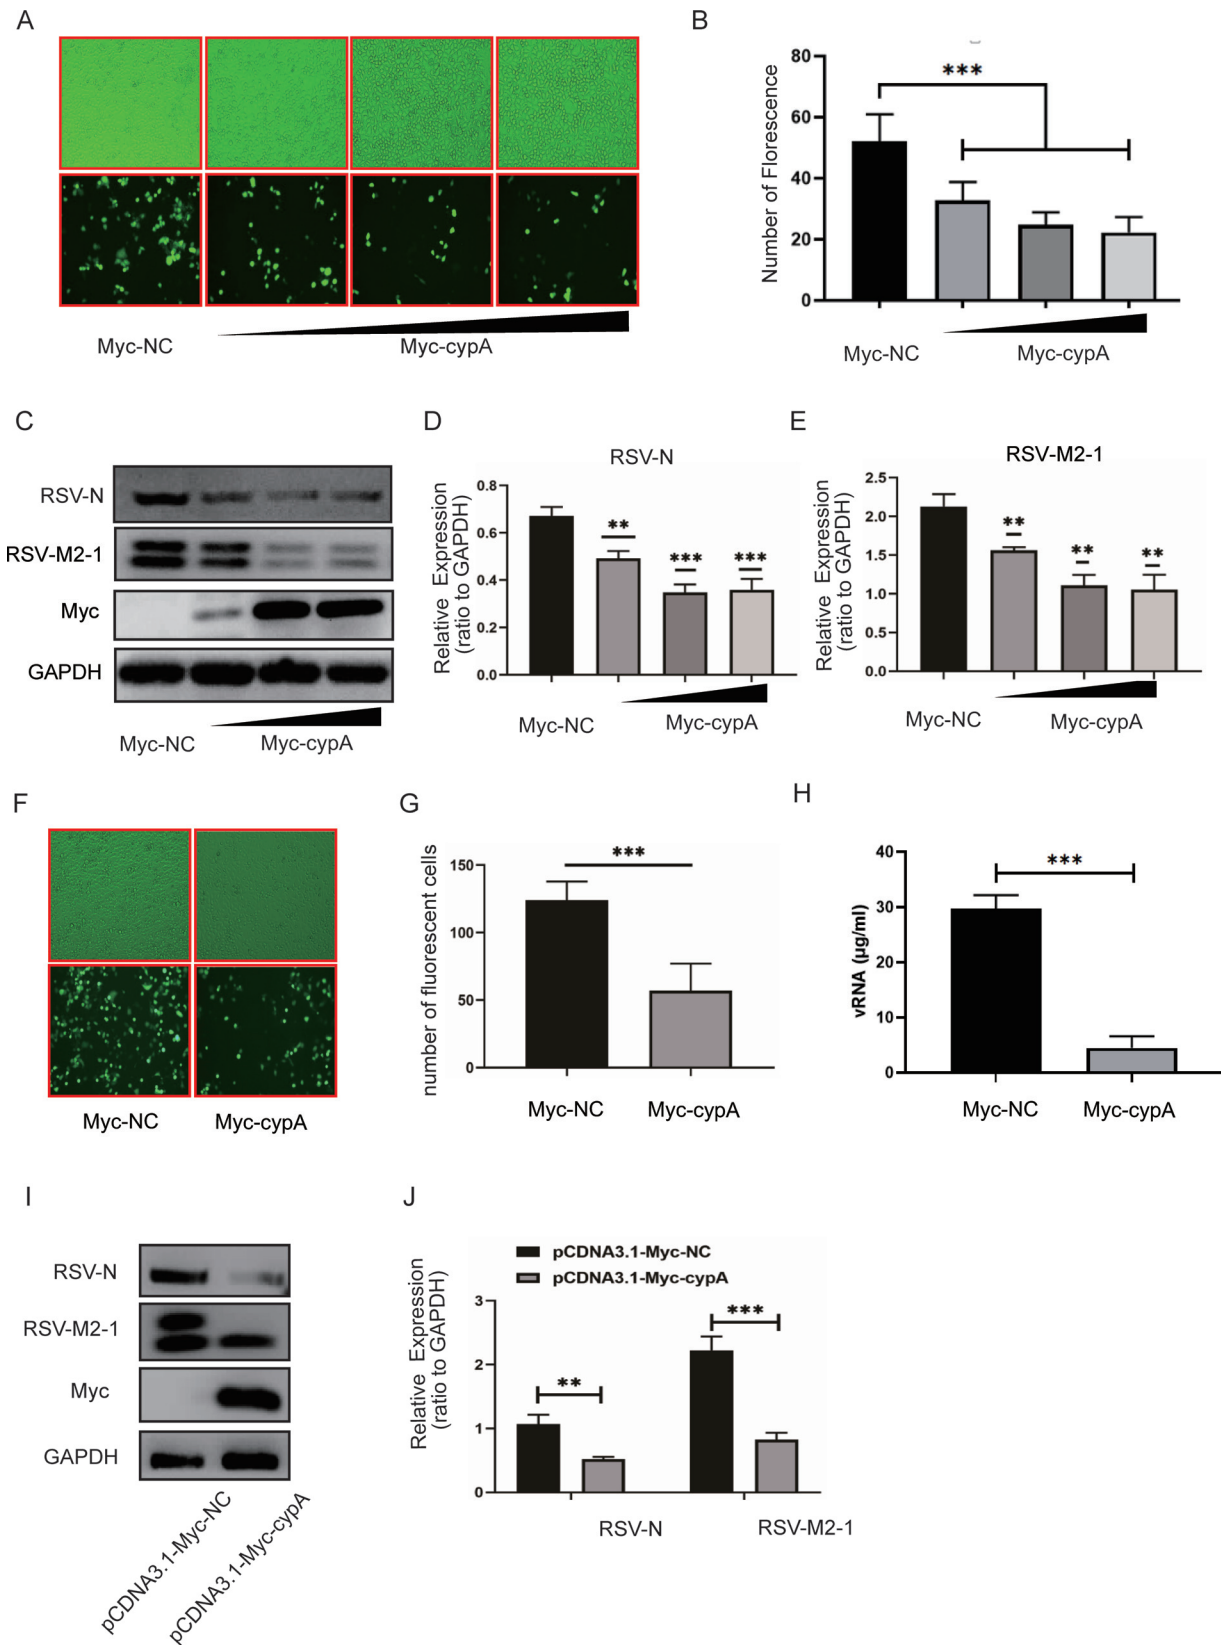 A
Myc-NC
Myc-cypA
B
Number of Florescence
80
60
40
20
0
***
Myc-NC
Myc-cypA
C
RSV-N
RSV-M2-1
Myc
GAPDH
Myc-NC
Myc-cypA
D
RSV-N
Relative Expression
(ratio to GAPDH)
0.8
0.6
0.4
0.2
0.0
**
***
***
Myc-NC
Myc-cypA
E
RSV-M2-1
Relative Expression
(ratio to GAPDH)
2.5
2.0
1.5
1.0
0.5
0.0
**
**
**
Myc-NC
Myc-cypA
F
Myc-NC
Myc-cypA
G
number of fluorescent cells
150
100
50
0
***
Myc-NC
Myc-cypA
H
vRNA (µg/ml)
40
30
20
10
0
***
Myc-NC
Myc-cypA
I
RSV-N
RSV-M2-1
Myc
GAPDH
pCDNA3.1-Myc-NC
pCDNA3.1-Myc-cypA
J
pCDNA3.1-Myc-NC
pCDNA3.1-Myc-cypA
Relative Expression
(ratio to GAPDH)
3
2
1
0
**
***
RSV-N
RSV-M2-1